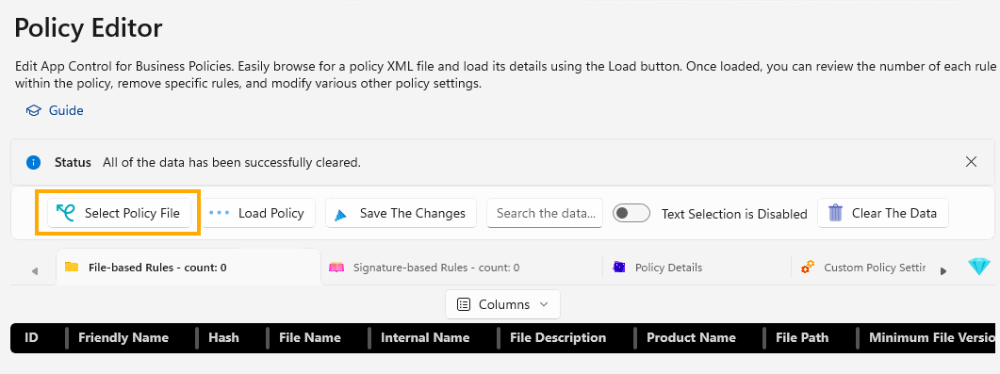 Policy Editor
Edit App Control for Business Policies. Easily browse for a policy XML file and load its details using the Load button. Once loaded, you can review the number of each rule
within the policy, remove specific rules, and modify various other policy settings.
Guide
Status All of the data has been successfully cleared.
Select Policy File Load Policy Save The Changes Search the data... Text Selection is Disabled Clear The Data
File-based Rules - count: 0 Signature-based Rules - count: 0 Policy Details Custom Policy Settir
Columns
ID Friendly Name Hash File Name Internal Name File Description Product Name File Path Minimum File Versio